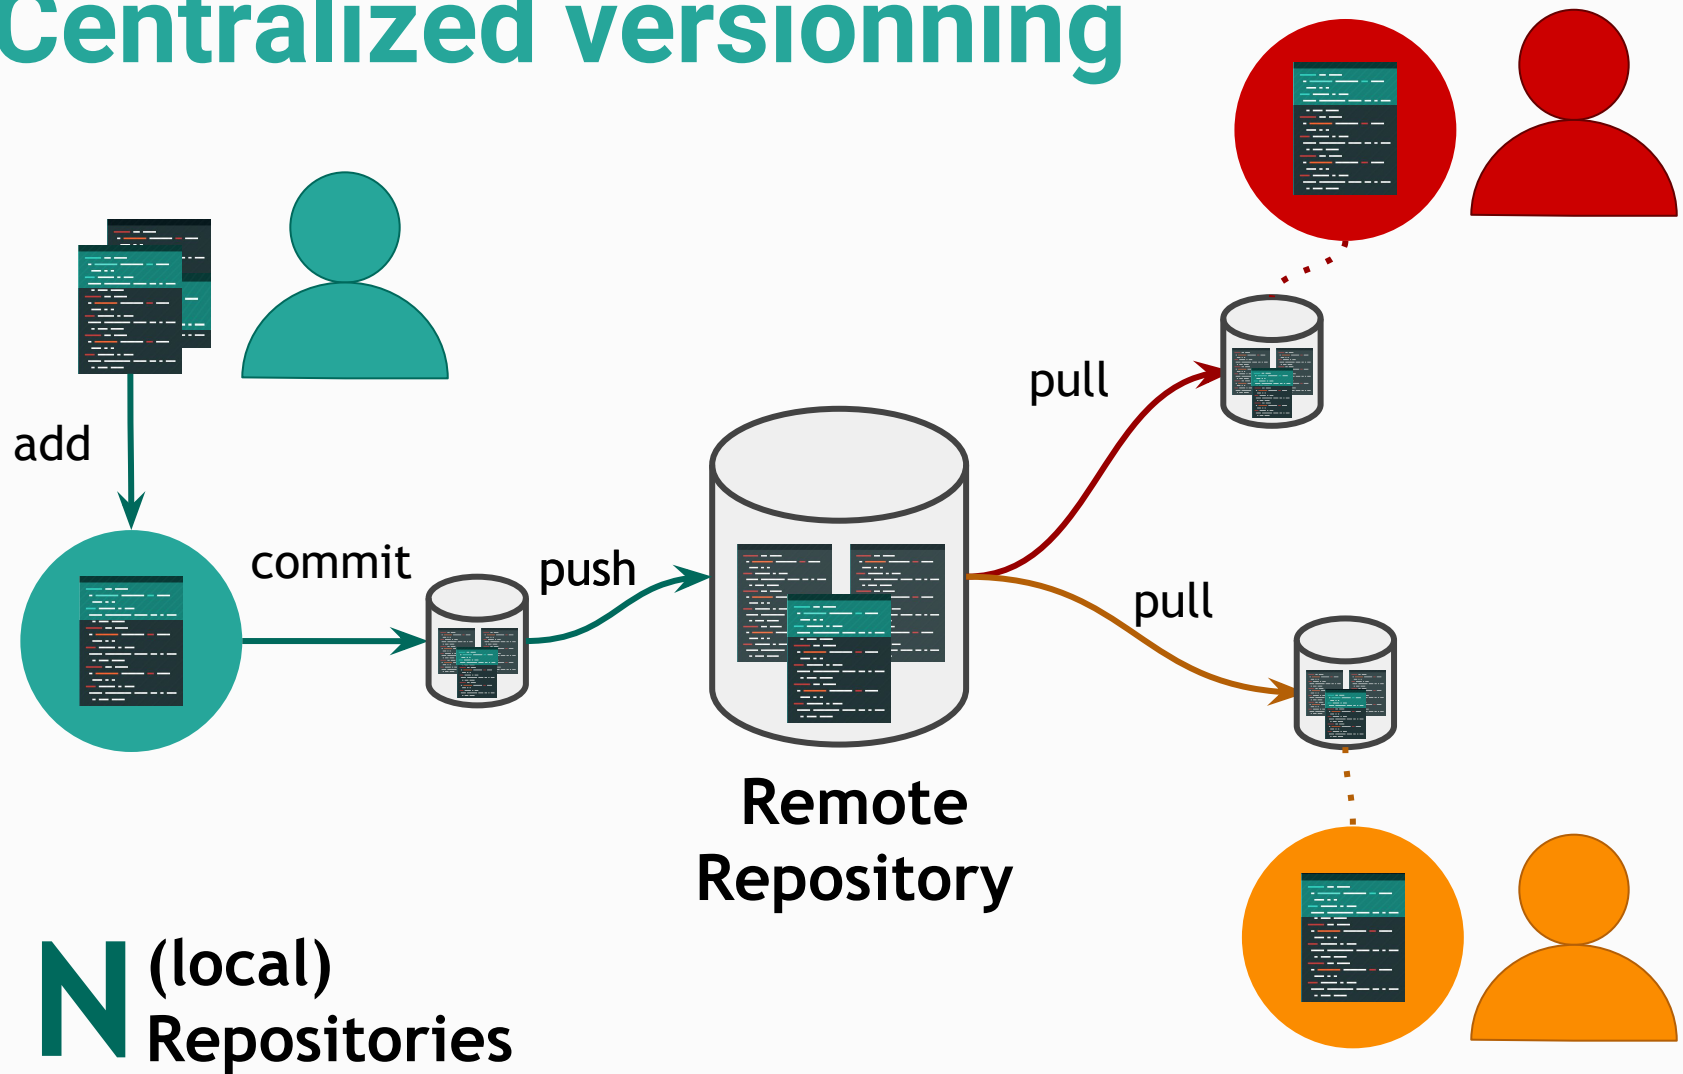 Centralized versionning
add
commit
push
pull
pull
Remote
Repository
N
(local)
Repositories